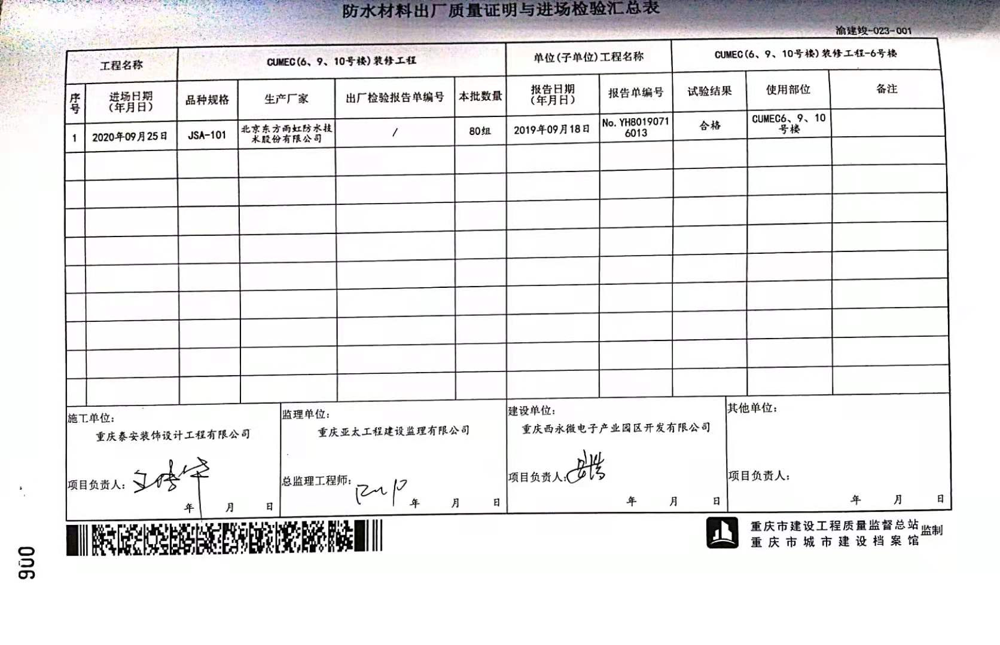 防水材料出厂质量证明与进场检验汇总表
渝建竣-023-001
工程名称 CUMEC(6、9、10号楼)装修工程 单位(子单位)工程名称 CUMEC(6、9、10号楼)装修工程-6号楼
序号 进场日期(年月日) 品种规格 生产厂家 出厂检验报告单编号 本批数量 报告日期(年月日) 报告单编号 试验结果 使用部位 备注
1 2020年09月25日 JSA-101 北京东方雨虹防水技术股份有限公司 / 80组 2019年09月18日 No.YH80190716013 合格 CUMEC6、9、10号楼
施工单位: 监理单位: 建设单位: 其他单位:
重庆泰安装饰设计工程有限公司 重庆亚太工程建设监理有限公司 重庆西永微电子产业园区开发有限公司
项目负责人: 总监理工程师: 项目负责人: 项目负责人:
年 月 日 年 月 日 年 月 日 年 月 日
重庆市建设工程质量监督总站
重庆市城市建设档案馆
监制
006